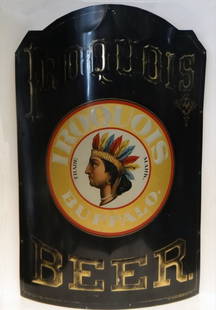 IROQUOIS
IROQUOIS
TRADE MARK.
BUFFALO.
BEER.